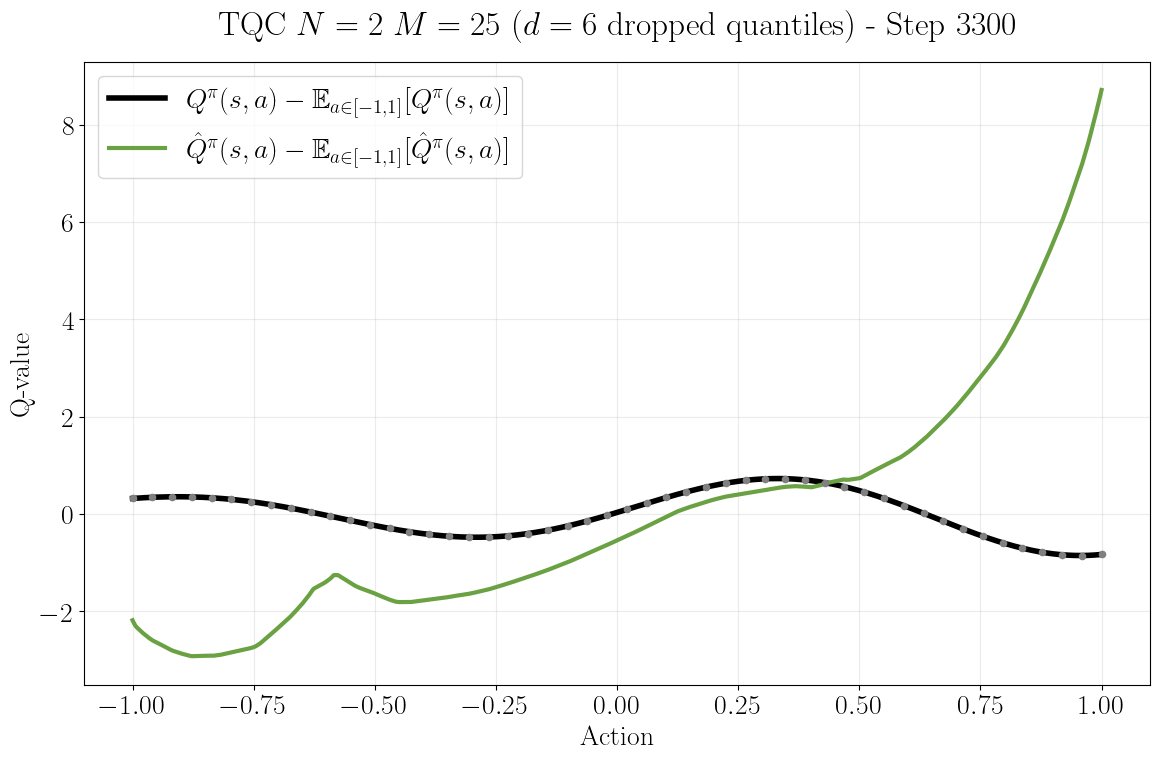 TQC N = 2 M = 25 (d = 6 dropped quantiles) - Step 3300
Q^π(s, a) − 𝔼_{a∈[−1,1]}[Q^π(s, a)]
Q̂^π(s, a) − 𝔼_{a∈[−1,1]}[Q̂^π(s, a)]
8
6
4
2
0
−2
Q-value
−1.00 −0.75 −0.50 −0.25 0.00 0.25 0.50 0.75 1.00
Action